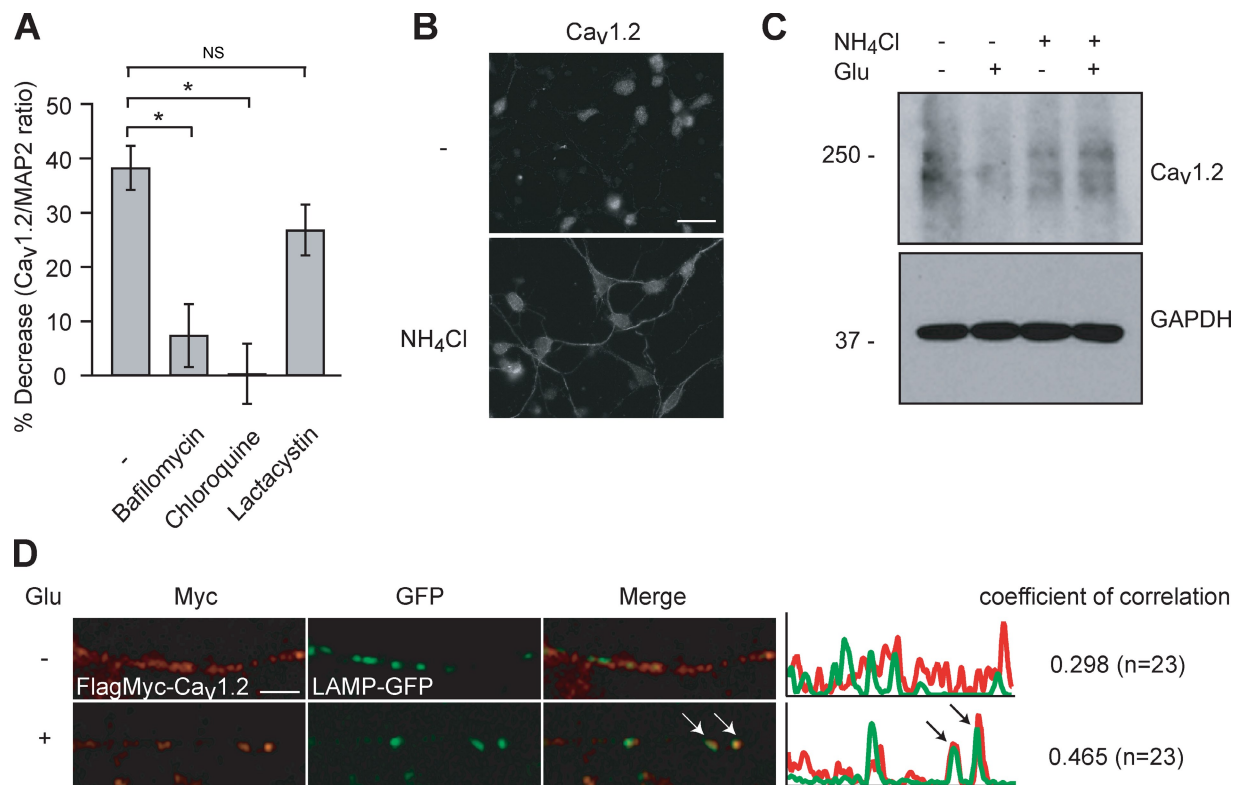 A
NS
*
*
% Decrease (CaV1.2/MAP2 ratio)
50
40
30
20
10
0
-
Bafilomycin
Chloroquine
Lactacystin
B
CaV1.2
-
NH4Cl
C
NH4Cl - - + +
Glu - + - +
250 -
CaV1.2
37 -
GAPDH
D
Glu Myc GFP Merge coefficient of correlation
-
FlagMyc-CaV1.2
LAMP-GFP
0.298 (n=23)
+
0.465 (n=23)